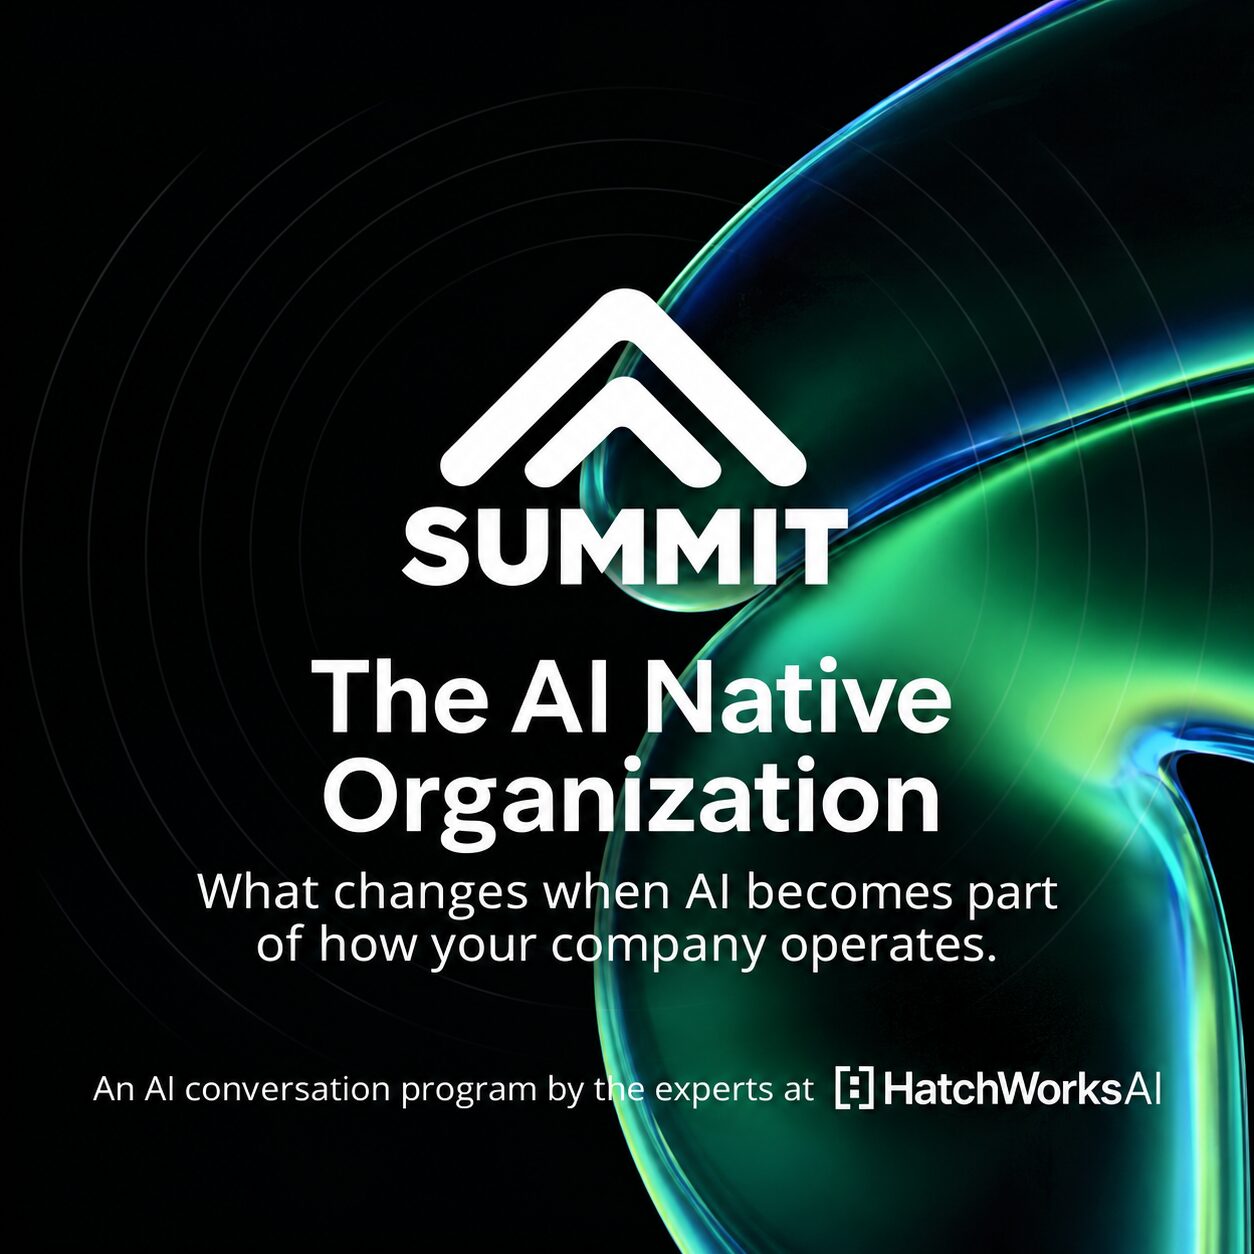 SUMMIT
The AI Native
Organization
What changes when AI becomes part
of how your company operates.
An AI conversation program by the experts at HatchWorksAI